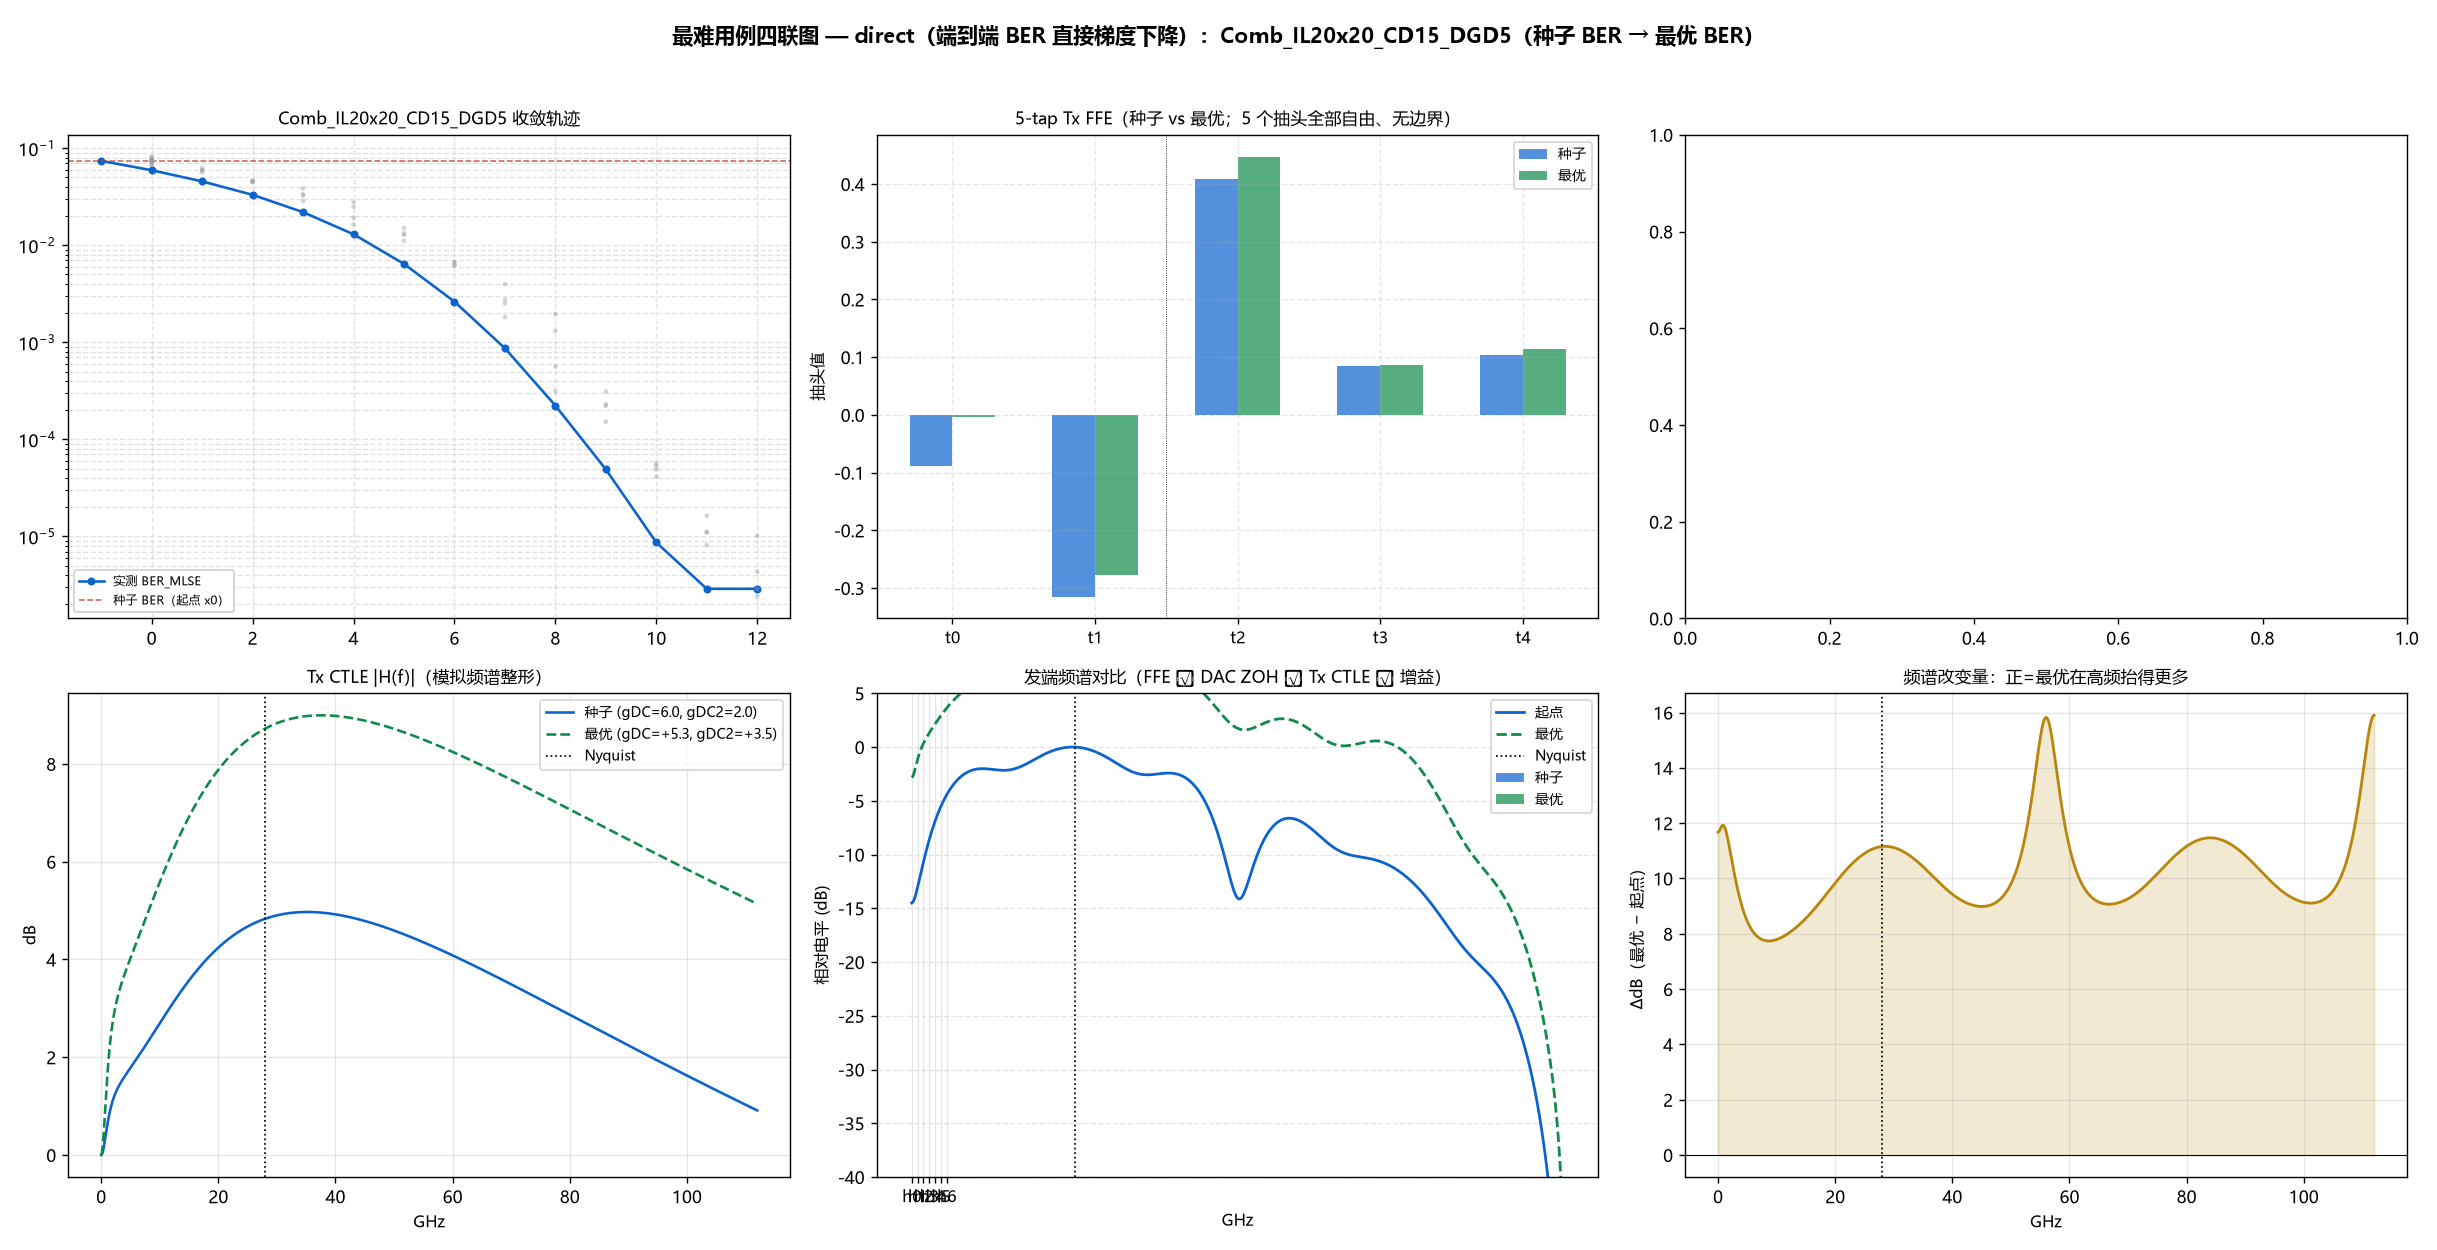 最难用例四联图 — direct（端到端 BER 直接梯度下降）：Comb_IL20x20_CD15_DGD5（种子 BER → 最优 BER）
Comb_IL20x20_CD15_DGD5 收敛轨迹
10⁻¹
10⁻²
10⁻³
10⁻⁴
10⁻⁵
实测 BER_MLSE
种子 BER（起点 x0）
0 2 4 6 8 10 12
5-tap Tx FFE（种子 vs 最优；5 个抽头全部自由、无边界）
抽头值
0.4
0.3
0.2
0.1
0.0
-0.1
-0.2
-0.3
种子
最优
t0 t1 t2 t3 t4
1.0
0.8
0.6
0.4
0.2
0.0
0.0 0.2 0.4 0.6 0.8 1.0
Tx CTLE |H(f)|（模拟频谱整形）
dB
8
6
4
2
0
种子 (gDC=6.0, gDC2=2.0)
最优 (gDC=+5.3, gDC2=+3.5)
Nyquist
0 20 40 60 80 100
GHz
发端频谱对比（FFE DAC ZOH Tx CTLE 增益）
相对电平 (dB)
5
0
-5
-10
-15
-20
-25
-30
-35
-40
起点
最优
Nyquist
种子
最优
GHz
频谱改变量：正=最优在高频抬得更多
ΔdB（最优 − 起点）
16
14
12
10
8
6
4
2
0
0 20 40 60 80 100
GHz